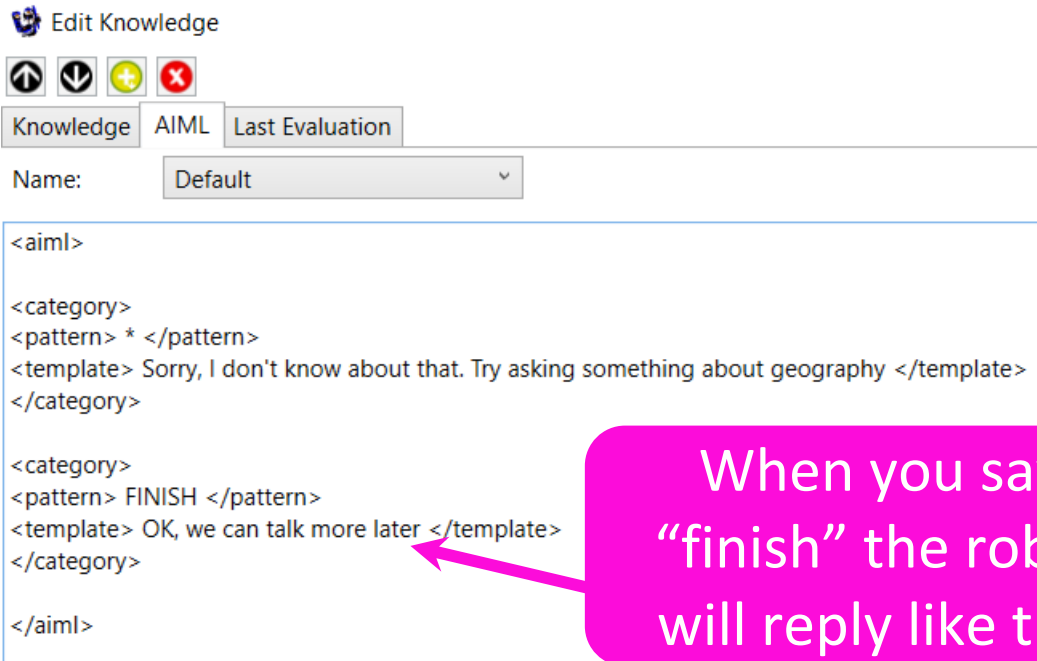 Edit Knowledge
Knowledge AIML Last Evaluation
Name: Default
<aiml>
<category>
<pattern> * </pattern>
<template> Sorry, I don't know about that. Try asking something about geography </template>
</category>
<category>
<pattern> FINISH </pattern>
<template> OK, we can talk more later </template>
</category>
</aiml>
When you
“finish” the
will reply like